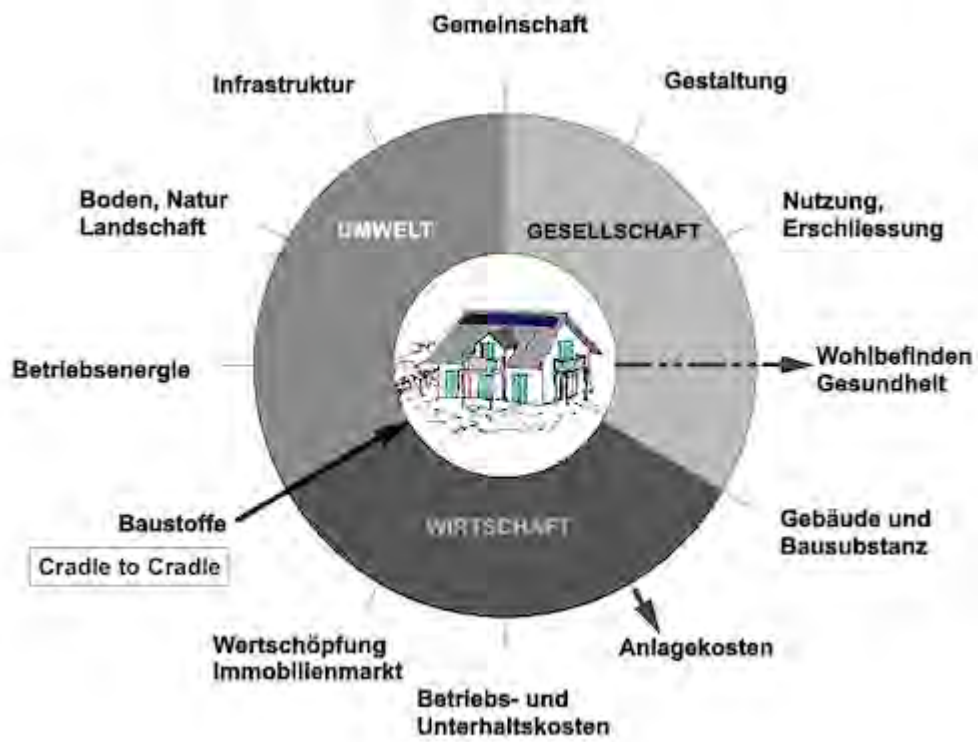 Gemeinschaft
Infrastruktur
Gestaltung
Boden, Natur
Landschaft
UMWELT
GESELLSCHAFT
Nutzung,
Erschliessung
Betriebsenergie
Wohlbefinden
Gesundheit
Baustoffe
Cradle to Cradle
WIRTSCHAFT
Gebäude und
Bausubstanz
Wertschöpfung
Immobilienmarkt
Anlagekosten
Betriebs- und
Unterhaltskosten